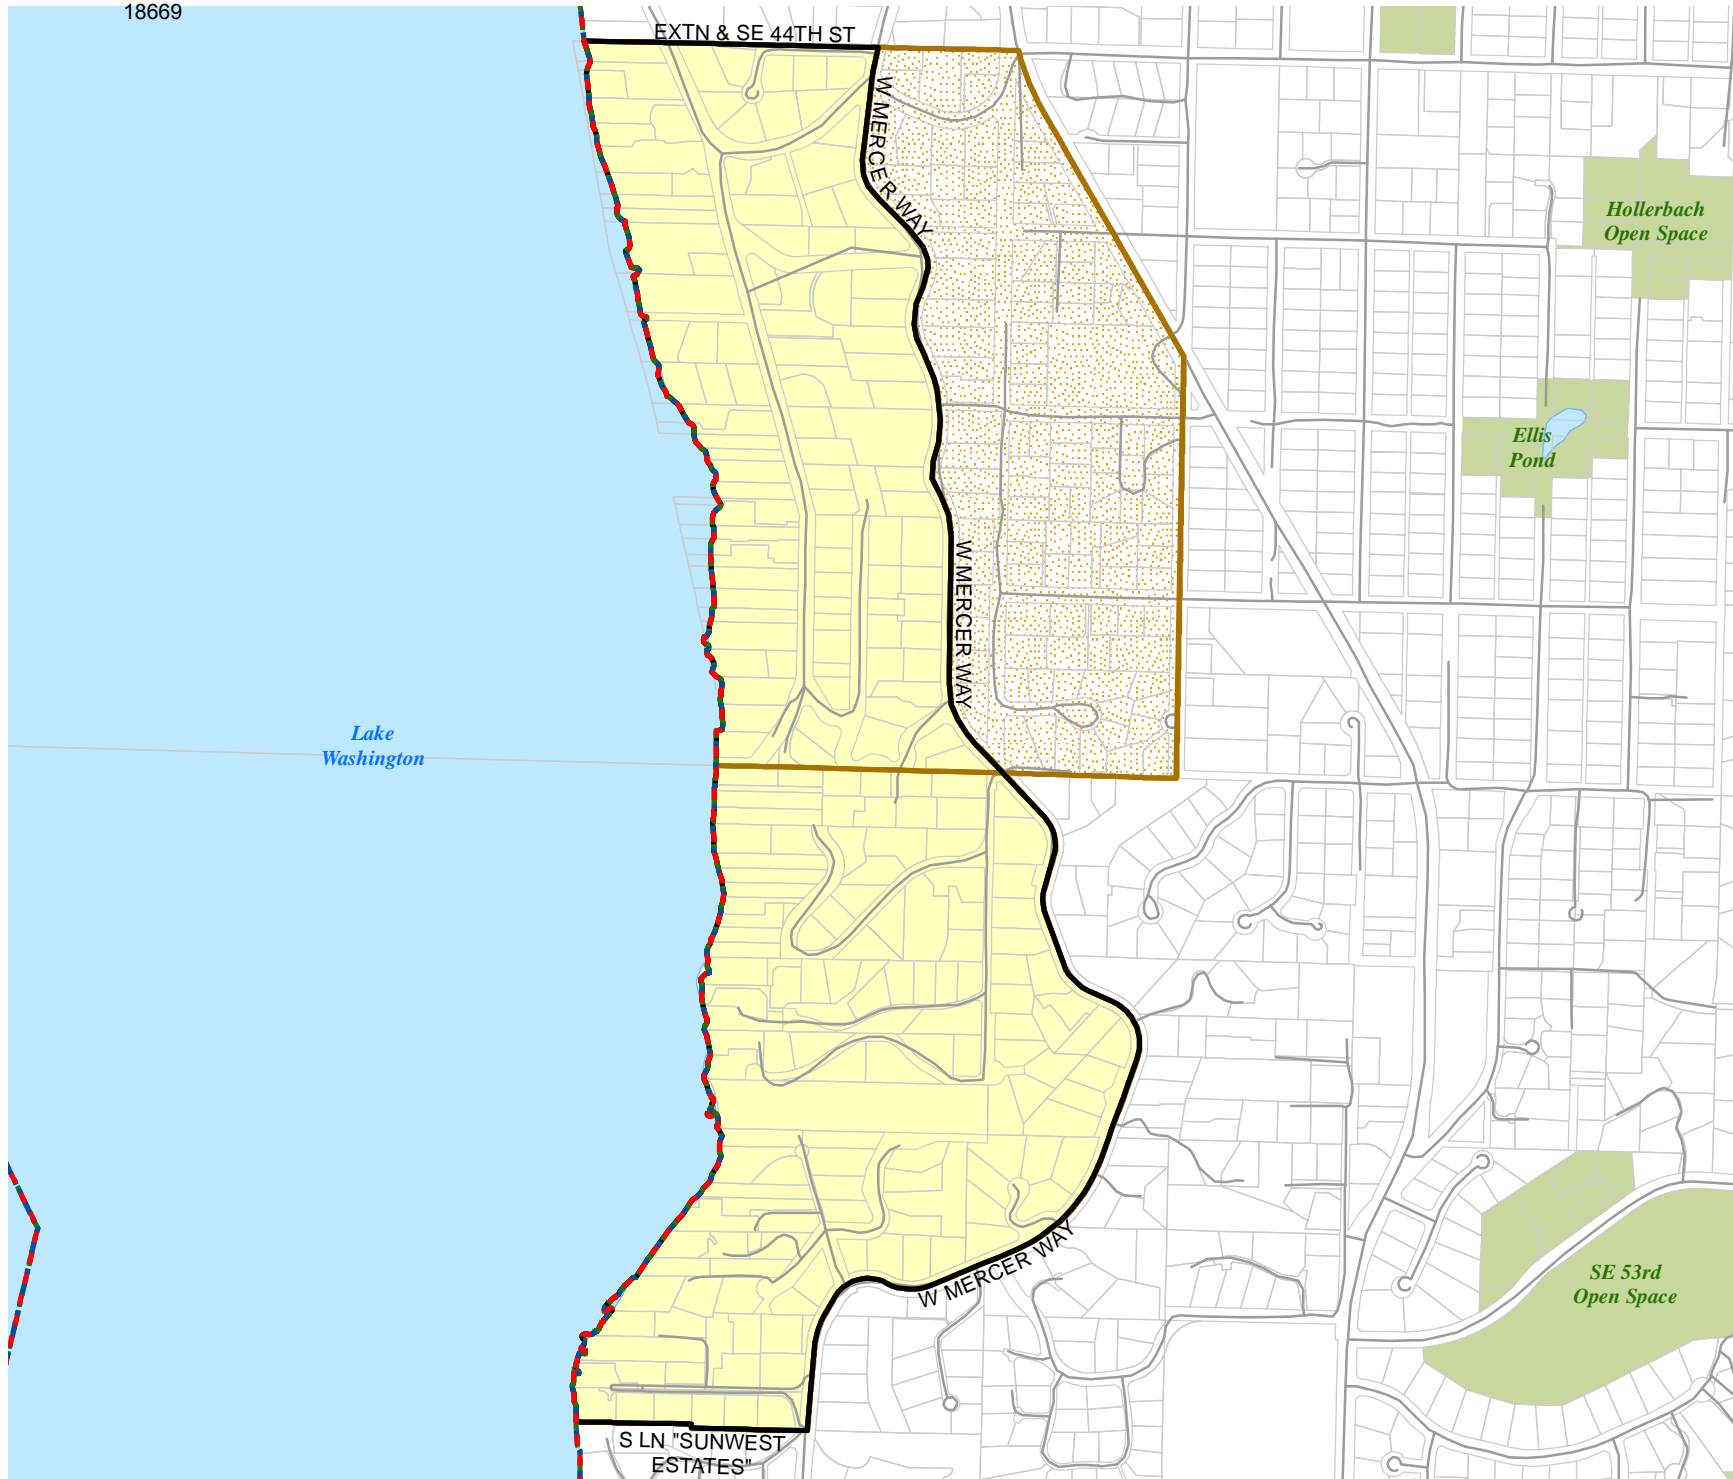 18669
EXTN & SE 44TH ST
W MERCER WAY
Hollerbach
Open Space
Ellis
Pond
W MERCER WAY
Lake
Washington
W MERCER WAY
SE 53rd
Open Space
S LN "SUNWEST
ESTATES"